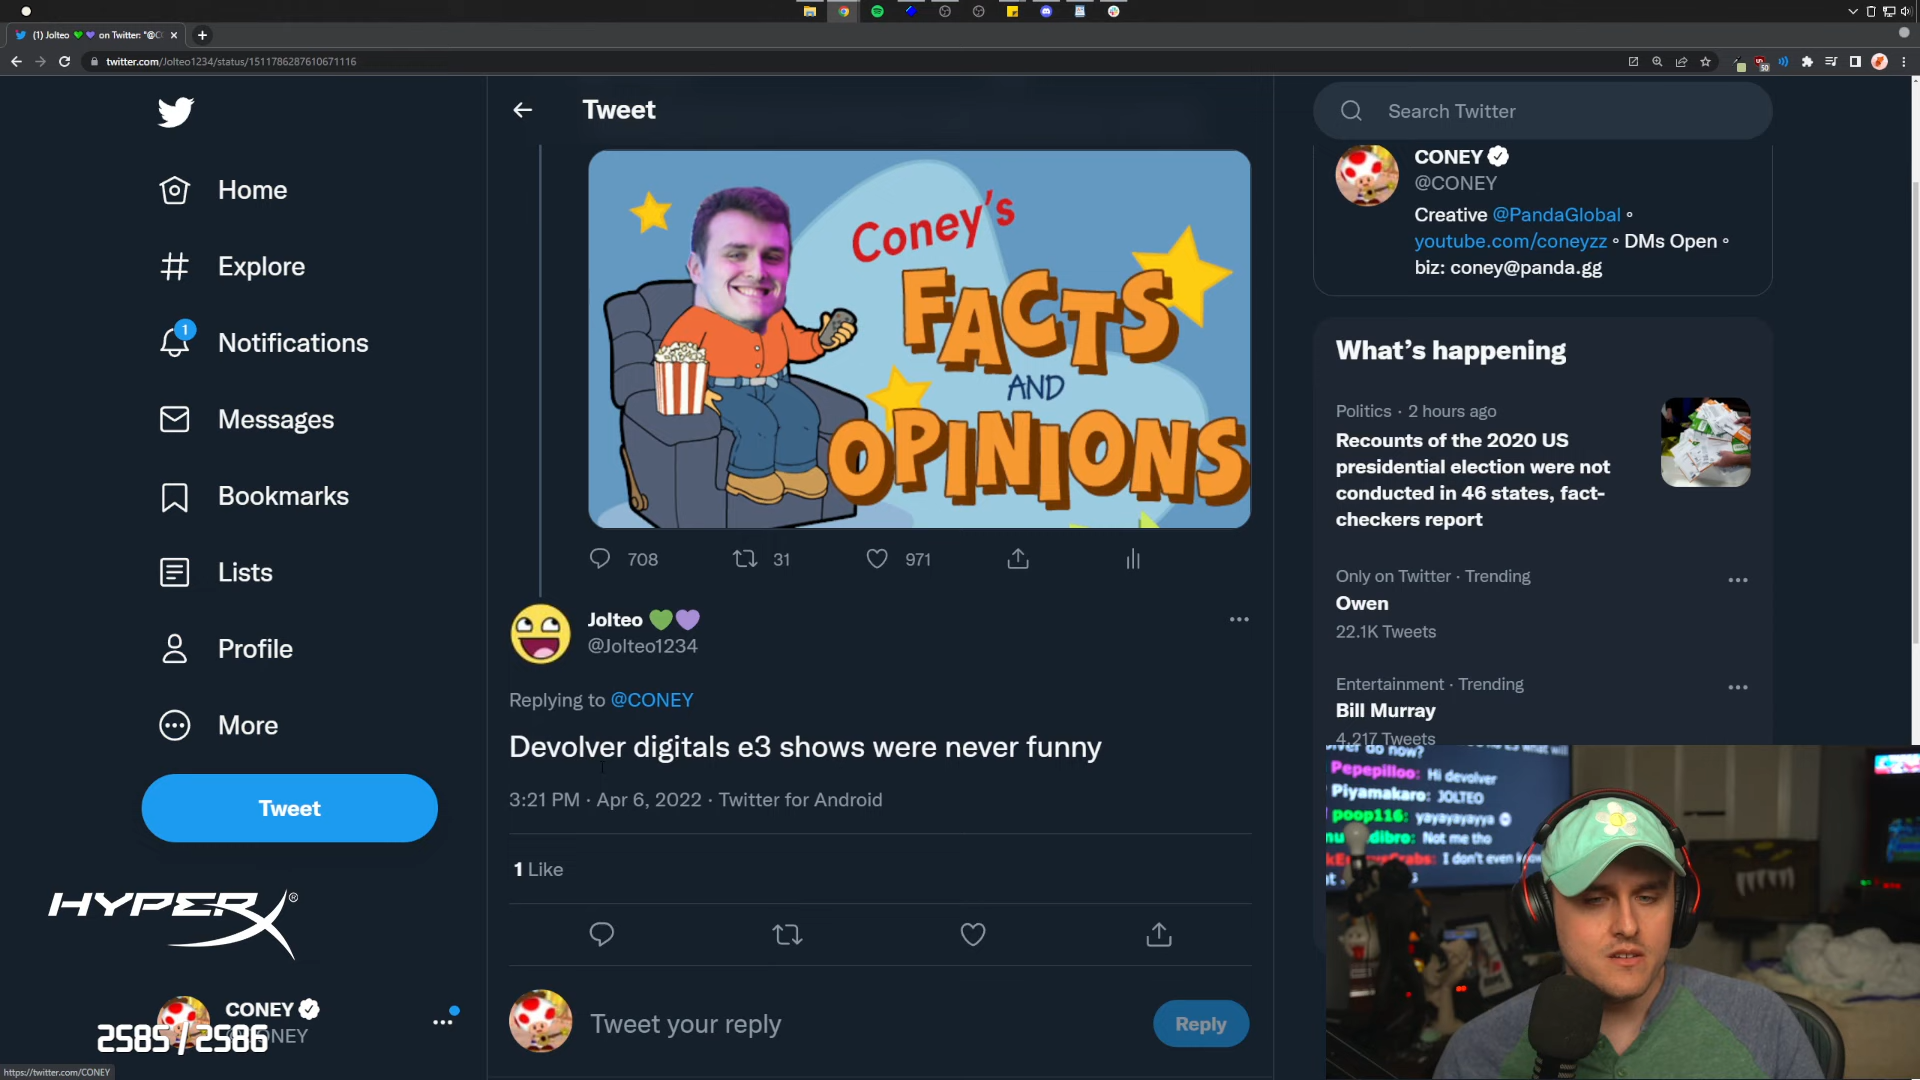 (1) Jolteo 💚💜 on Twitter: "@C
twitter.com/Jolteo1234/status/1511786287610671116
50
Home
Explore
1
Notifications
Messages
Bookmarks
Lists
Profile
More
Tweet
HYPERX®
CONEY
2585/2586
https://twitter.com/CONEY
Tweet
Coney's
FACTS
AND
OPINIONS
708
31
971
Jolteo 💚💜
@Jolteo1234
Replying to @CONEY
Devolver digitals e3 shows were never funny
3:21 PM · Apr 6, 2022 · Twitter for Android
1 Like
Tweet your reply
Reply
Search Twitter
CONEY
@CONEY
Creative @PandaGlobal ◦
youtube.com/coneyzz ◦ DMs Open ◦
biz: coney@panda.gg
What's happening
Politics · 2 hours ago
Recounts of the 2020 US
presidential election were not
conducted in 46 states, fact-
checkers report
Only on Twitter · Trending
Owen
22.1K Tweets
Entertainment · Trending
Bill Murray
4,217 Tweets
do now?
Pepepilloo: Hi devolver
Piyamakaro: JOLTEO
poop116: yayayayayya
Not me tho
I don't even